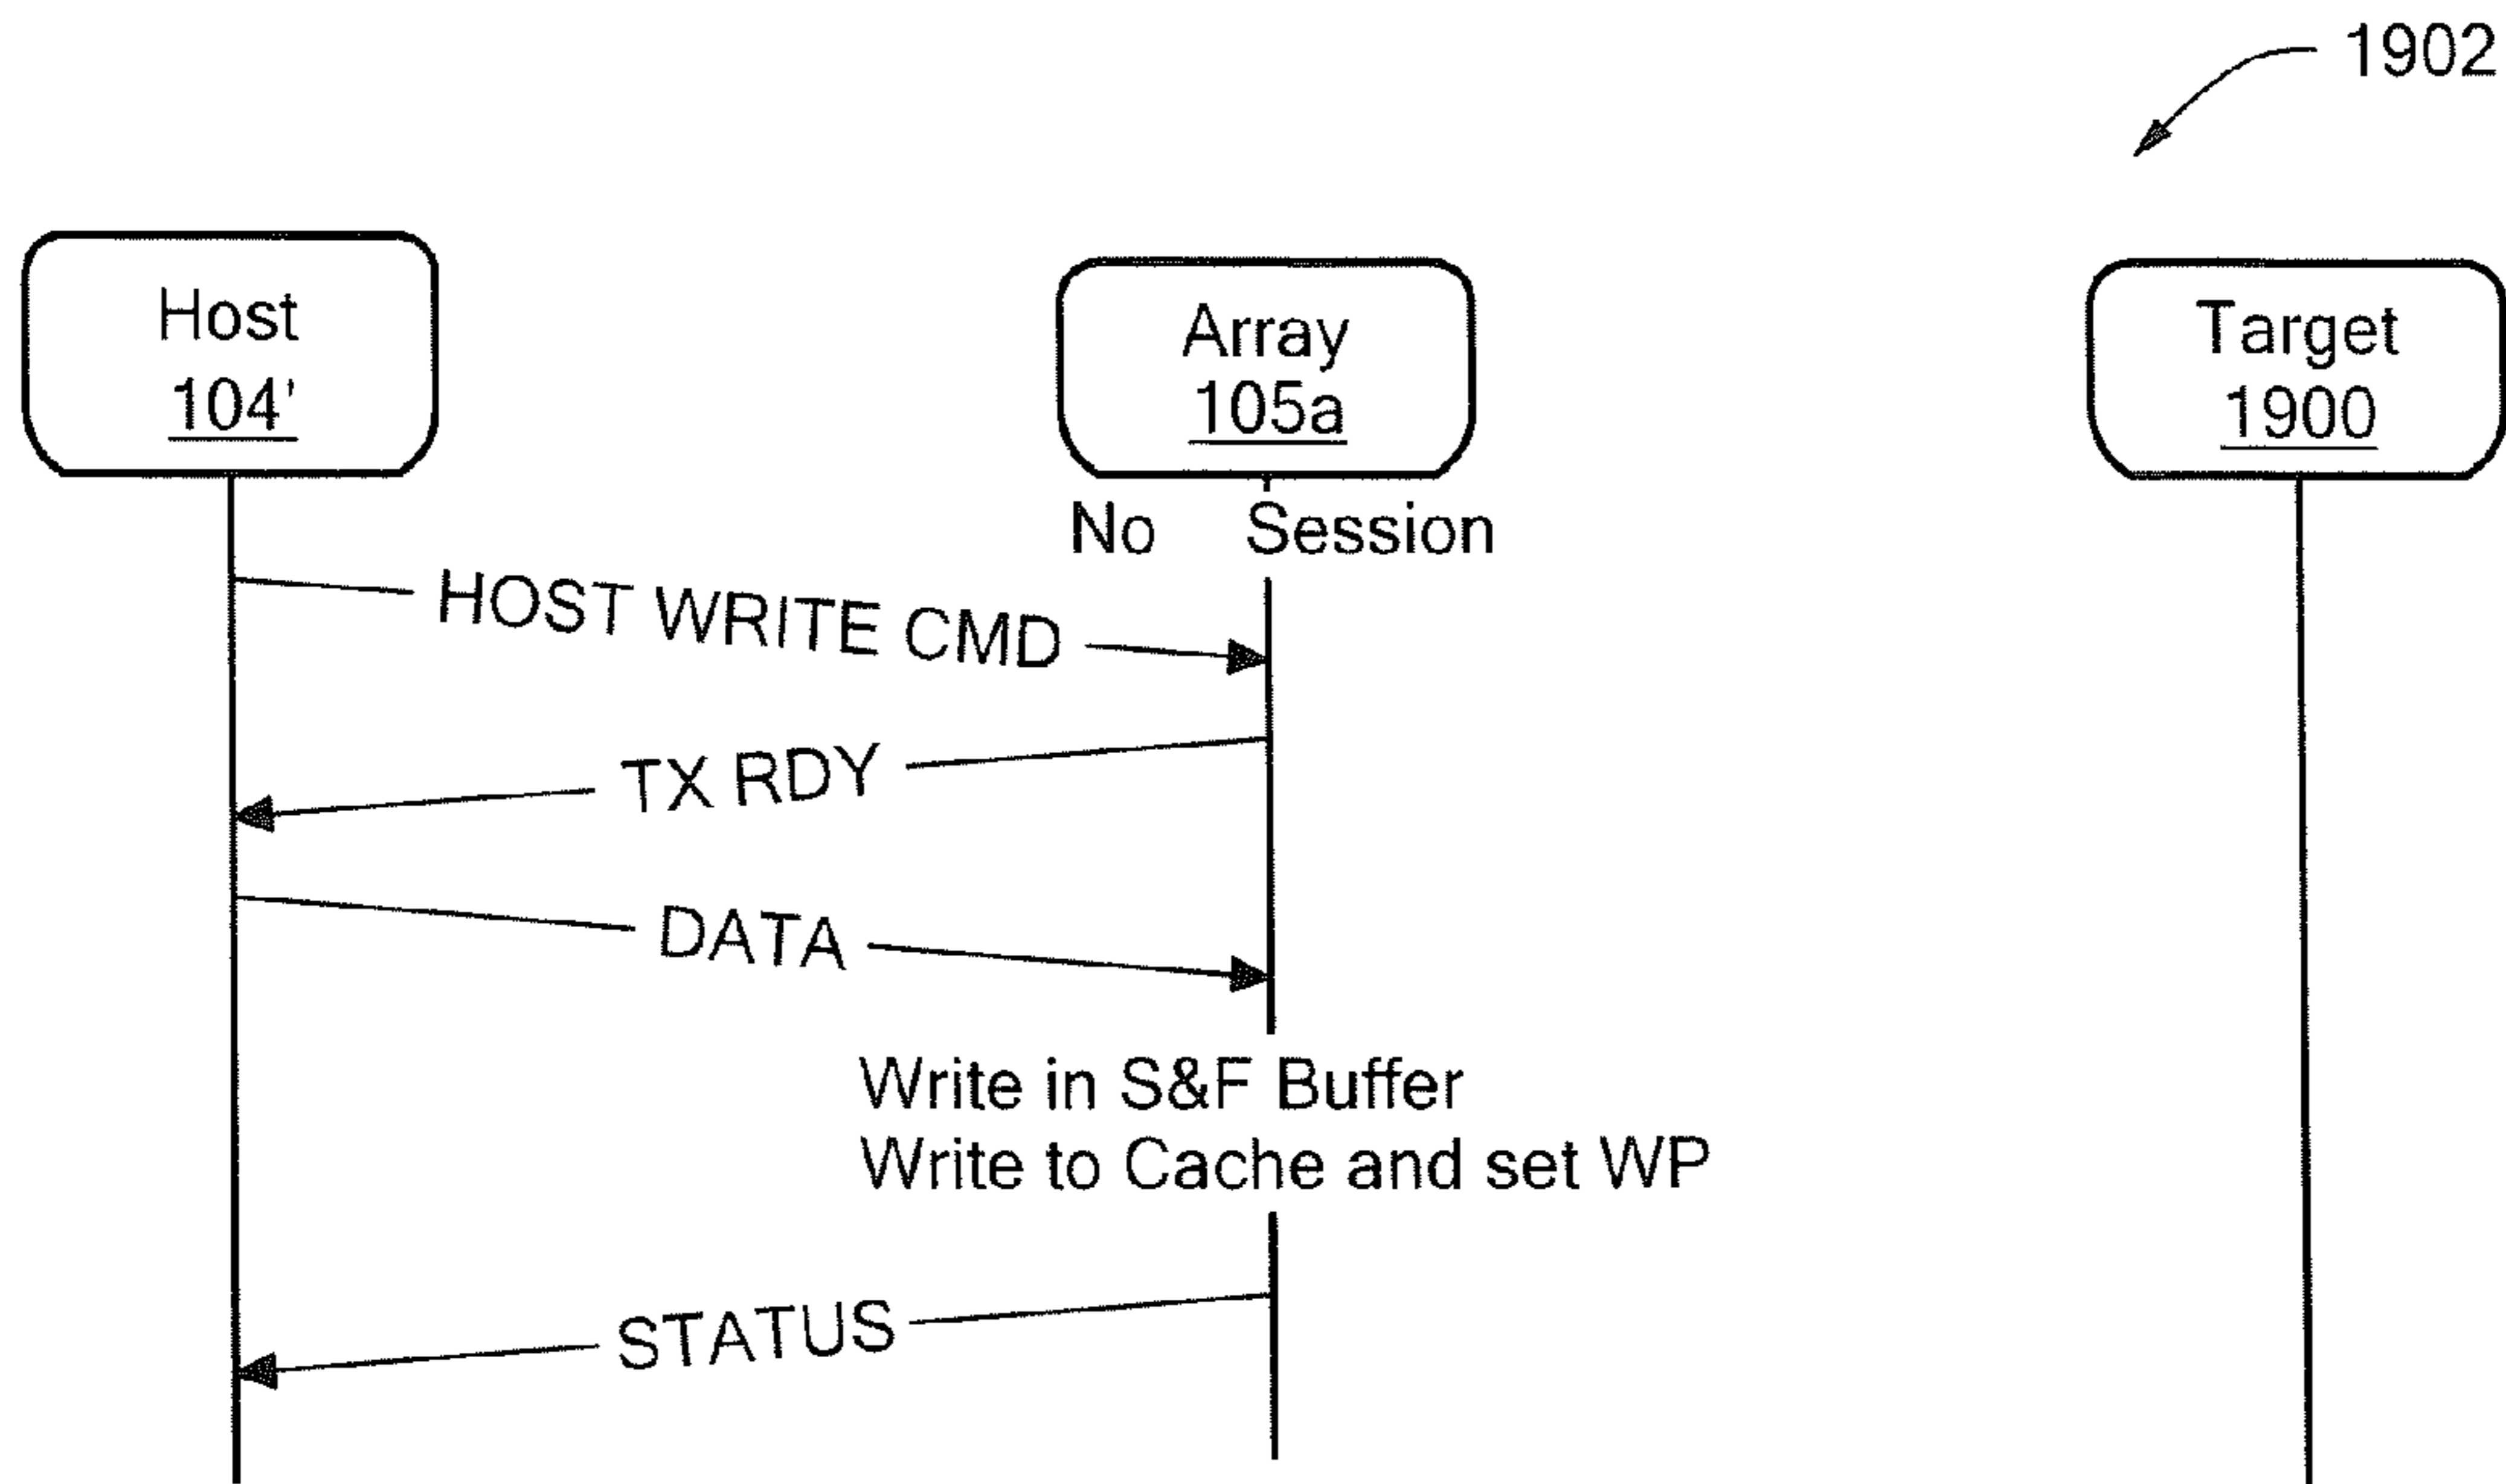 1902
Host
104'
Array
105a
Target
1900
No Session
HOST WRITE CMD
TX RDY
DATA
Write in S&F Buffer
Write to Cache and set WP
STATUS